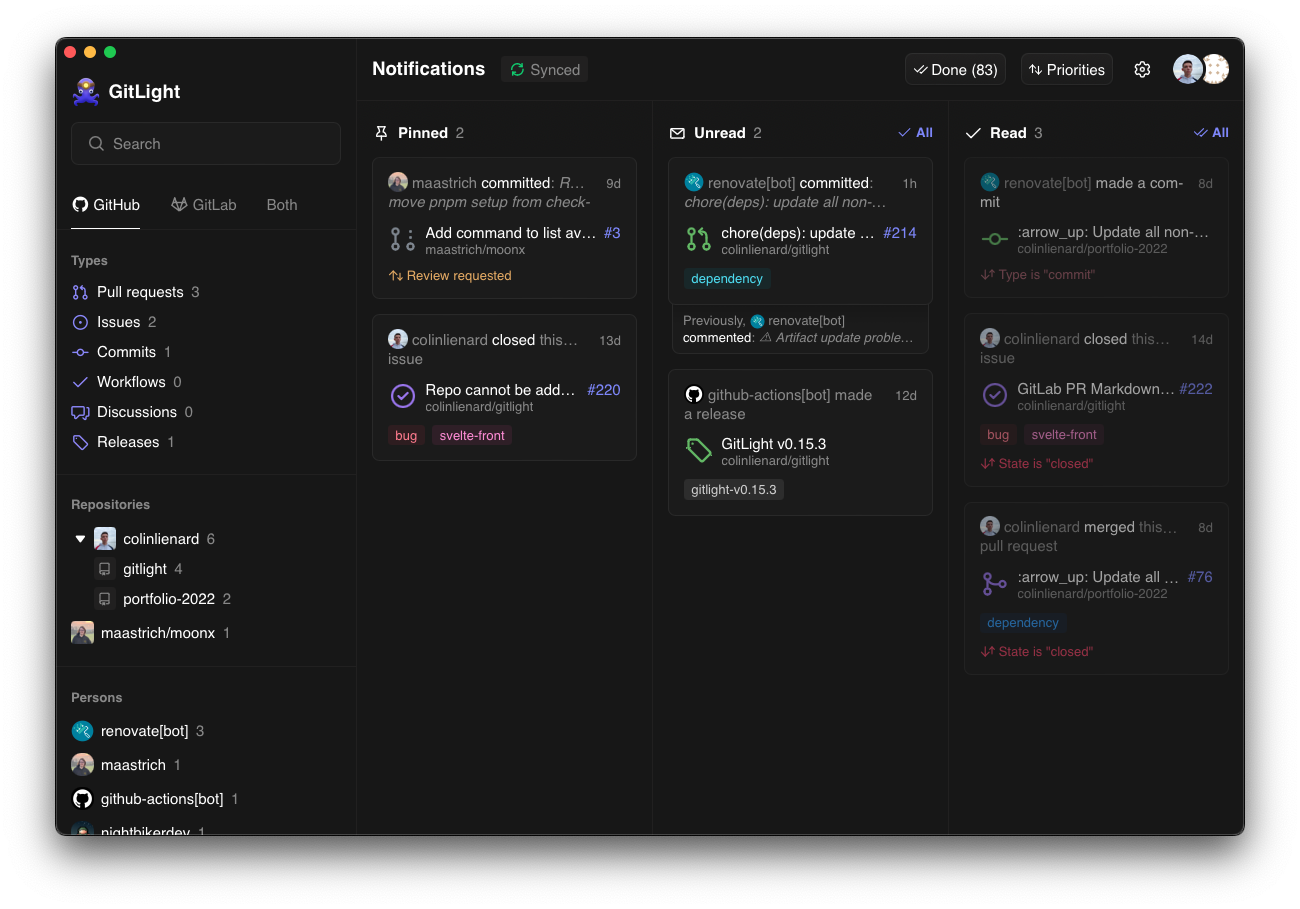 GitLight
Search
GitHub GitLab Both
Types
Pull requests 3
Issues 2
Commits 1
Workflows 0
Discussions 0
Releases 1
Repositories
colinlienard 6
gitlight 4
portfolio-2022 2
maastrich/moonx 1
Persons
renovate[bot] 3
maastrich 1
github-actions[bot] 1
nightbikerdev 1
Notifications Synced Done (83) Priorities
Pinned 2
maastrich committed: R… 9d
move pnpm setup from check-
Add command to list av… #3
maastrich/moonx
Review requested
colinlienard closed this… 13d
issue
Repo cannot be add… #220
colinlienard/gitlight
bug svelte-front
Unread 2 All
renovate[bot] committed: 1h
chore(deps): update all non-…
chore(deps): update … #214
colinlienard/gitlight
dependency
Previously, renovate[bot]
commented: ⚠ Artifact update proble…
github-actions[bot] made 12d
a release
GitLight v0.15.3
colinlienard/gitlight
gitlight-v0.15.3
Read 3 All
renovate[bot] made a com- 8d
mit
:arrow_up: Update all non-…
colinlienard/portfolio-2022
Type is "commit"
colinlienard closed this… 14d
issue
GitLab PR Markdown… #222
colinlienard/gitlight
bug svelte-front
State is "closed"
colinlienard merged this… 8d
pull request
:arrow_up: Update all … #76
colinlienard/portfolio-2022
dependency
State is "closed"